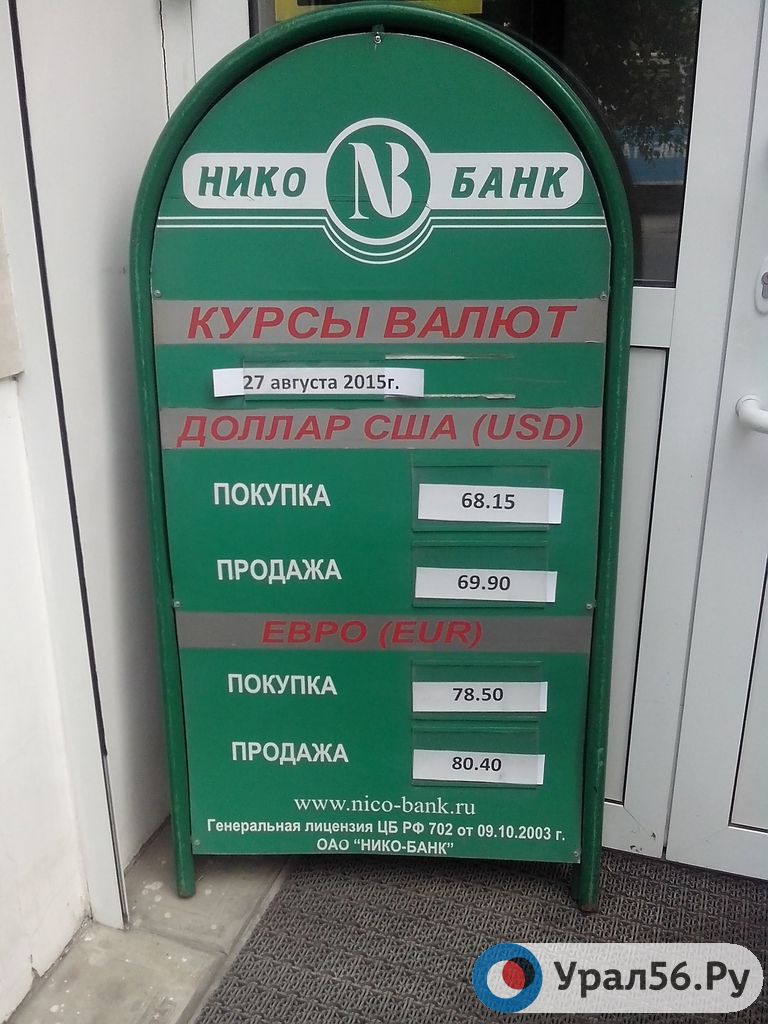 НИКО NB БАНК
КУРСЫ ВАЛЮТ
27 августа 2015г.
ДОЛЛАР США (USD)
ПОКУПКА 68.15
ПРОДАЖА 69.90
ЕВРО (EUR)
ПОКУПКА 78.50
ПРОДАЖА 80.40
www.nico-bank.ru
Генеральная лицензия ЦБ РФ 702 от 09.10.2003 г.
ОАО "НИКО-БАНК"
Урал56.Ру